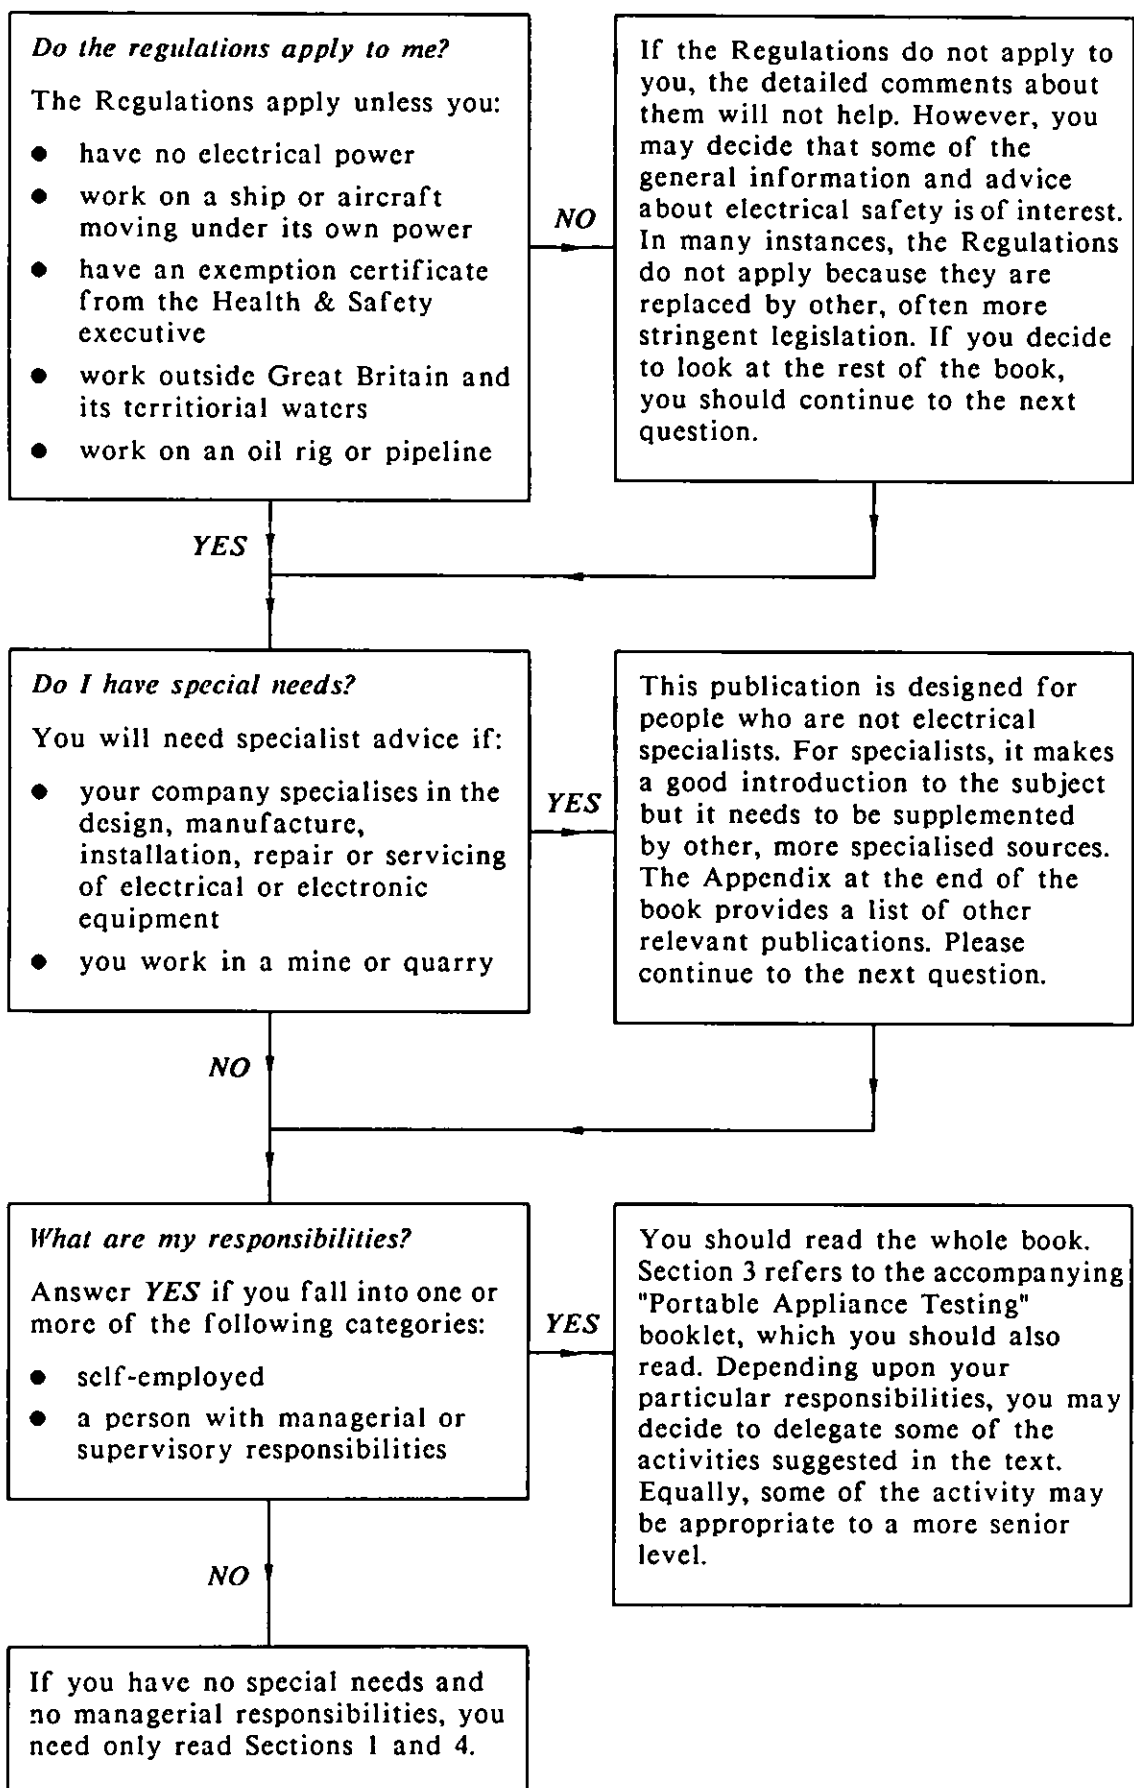 Do the regulations apply to me?
The Regulations apply unless you:
● have no electrical power
● work on a ship or aircraft
moving under its own power
● have an exemption certificate
from the Health & Safety
executive
● work outside Great Britain and
its territiorial waters
● work on an oil rig or pipeline
NO
If the Regulations do not apply to
you, the detailed comments about
them will not help. However, you
may decide that some of the
general information and advice
about electrical safety is of interest.
In many instances, the Regulations
do not apply because they are
replaced by other, often more
stringent legislation. If you decide
to look at the rest of the book,
you should continue to the next
question.
YES
Do I have special needs?
You will need specialist advice if:
● your company specialises in the
design, manufacture,
installation, repair or servicing
of electrical or electronic
equipment
● you work in a mine or quarry
YES
This publication is designed for
people who are not electrical
specialists. For specialists, it makes
a good introduction to the subject
but it needs to be supplemented
by other, more specialised sources.
The Appendix at the end of the
book provides a list of other
relevant publications. Please
continue to the next question.
NO
What are my responsibilities?
Answer YES if you fall into one or
more of the following categories:
● self-employed
● a person with managerial or
supervisory responsibilities
YES
You should read the whole book.
Section 3 refers to the accompanying
"Portable Appliance Testing"
booklet, which you should also
read. Depending upon your
particular responsibilities, you may
decide to delegate some of the
activities suggested in the text.
Equally, some of the activity may
be appropriate to a more senior
level.
NO
If you have no special needs and
no managerial responsibilities, you
need only read Sections 1 and 4.